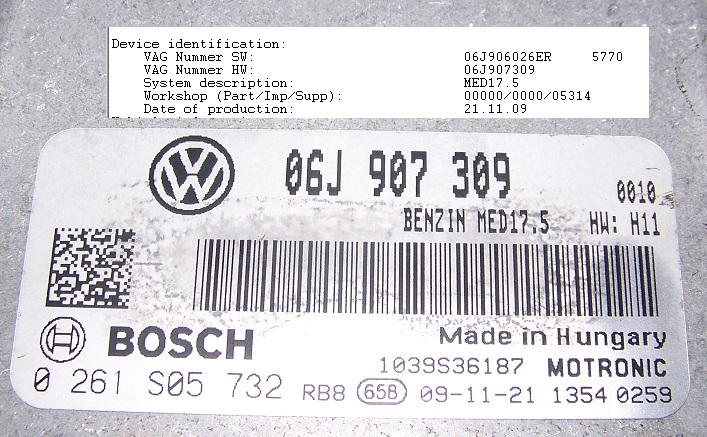 Device identification:
VAG Nummer SW: 06J906026ER 5770
VAG Nummer HW: 06J907309
System description: MED17.5
Workshop (Part/Imp/Supp): 00000/0000/05314
Date of production: 21.11.09
06J 907 309
0010
BENZIN MED17.5 HW: H11
BOSCH
Made in Hungary
1039S36187 MOTRONIC
0 261 S05 732 RB8 65B 09-11-21 1354 0259